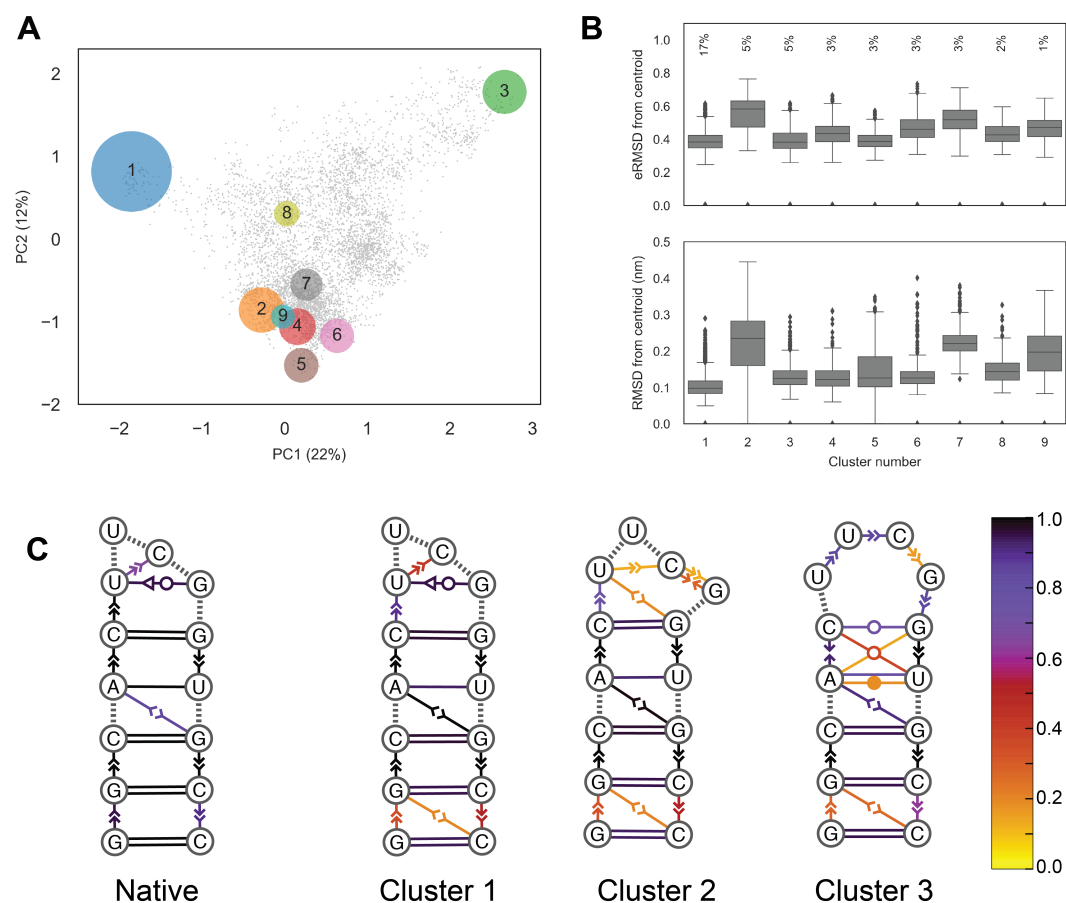 A
B
PC2 (12%)
2
1
0
−1
−2
−2
−1
0
1
2
3
PC1 (22%)
1
2
3
4
5
6
7
8
9
eRMSD from centroid
1.0
0.8
0.6
0.4
0.2
0.0
17%
5%
5%
3%
3%
3%
3%
2%
1%
RMSD from centroid (nm)
0.5
0.4
0.3
0.2
0.1
0.0
1 2 3 4 5 6 7 8 9
Cluster number
C
U
C
U G
C G
A U
C G
G C
G C
Native
U
C
U G
C G
A U
C G
G C
G C
Cluster 1
U
U C
G
C G
A U
C G
G C
G C
Cluster 2
U C
U G
C G
A U
C G
G C
G C
Cluster 3
1.0
0.8
0.6
0.4
0.2
0.0